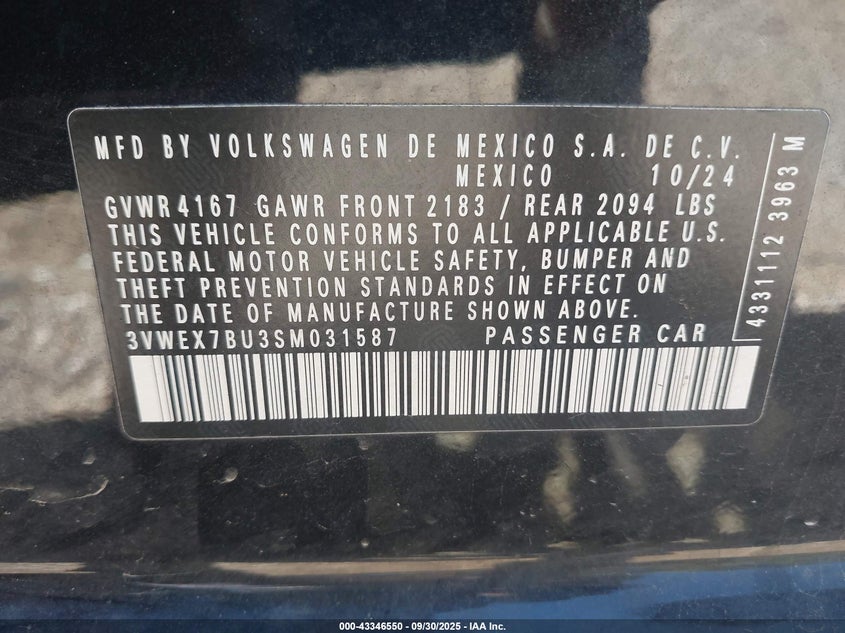 MFD BY VOLKSWAGEN DE MEXICO S.A. DE C.V.
MEXICO 10/24
GVWR 4167 GAWR FRONT 2183 / REAR 2094 LBS
THIS VEHICLE CONFORMS TO ALL APPLICABLE U.S.
FEDERAL MOTOR VEHICLE SAFETY, BUMPER AND
THEFT PREVENTION STANDARDS IN EFFECT ON
THE DATE OF MANUFACTURE SHOWN ABOVE.
3VWEX7BU3SM031587 PASSENGER CAR
4331112 3963 M
000-43346550 - 09/30/2025 - IAA Inc.